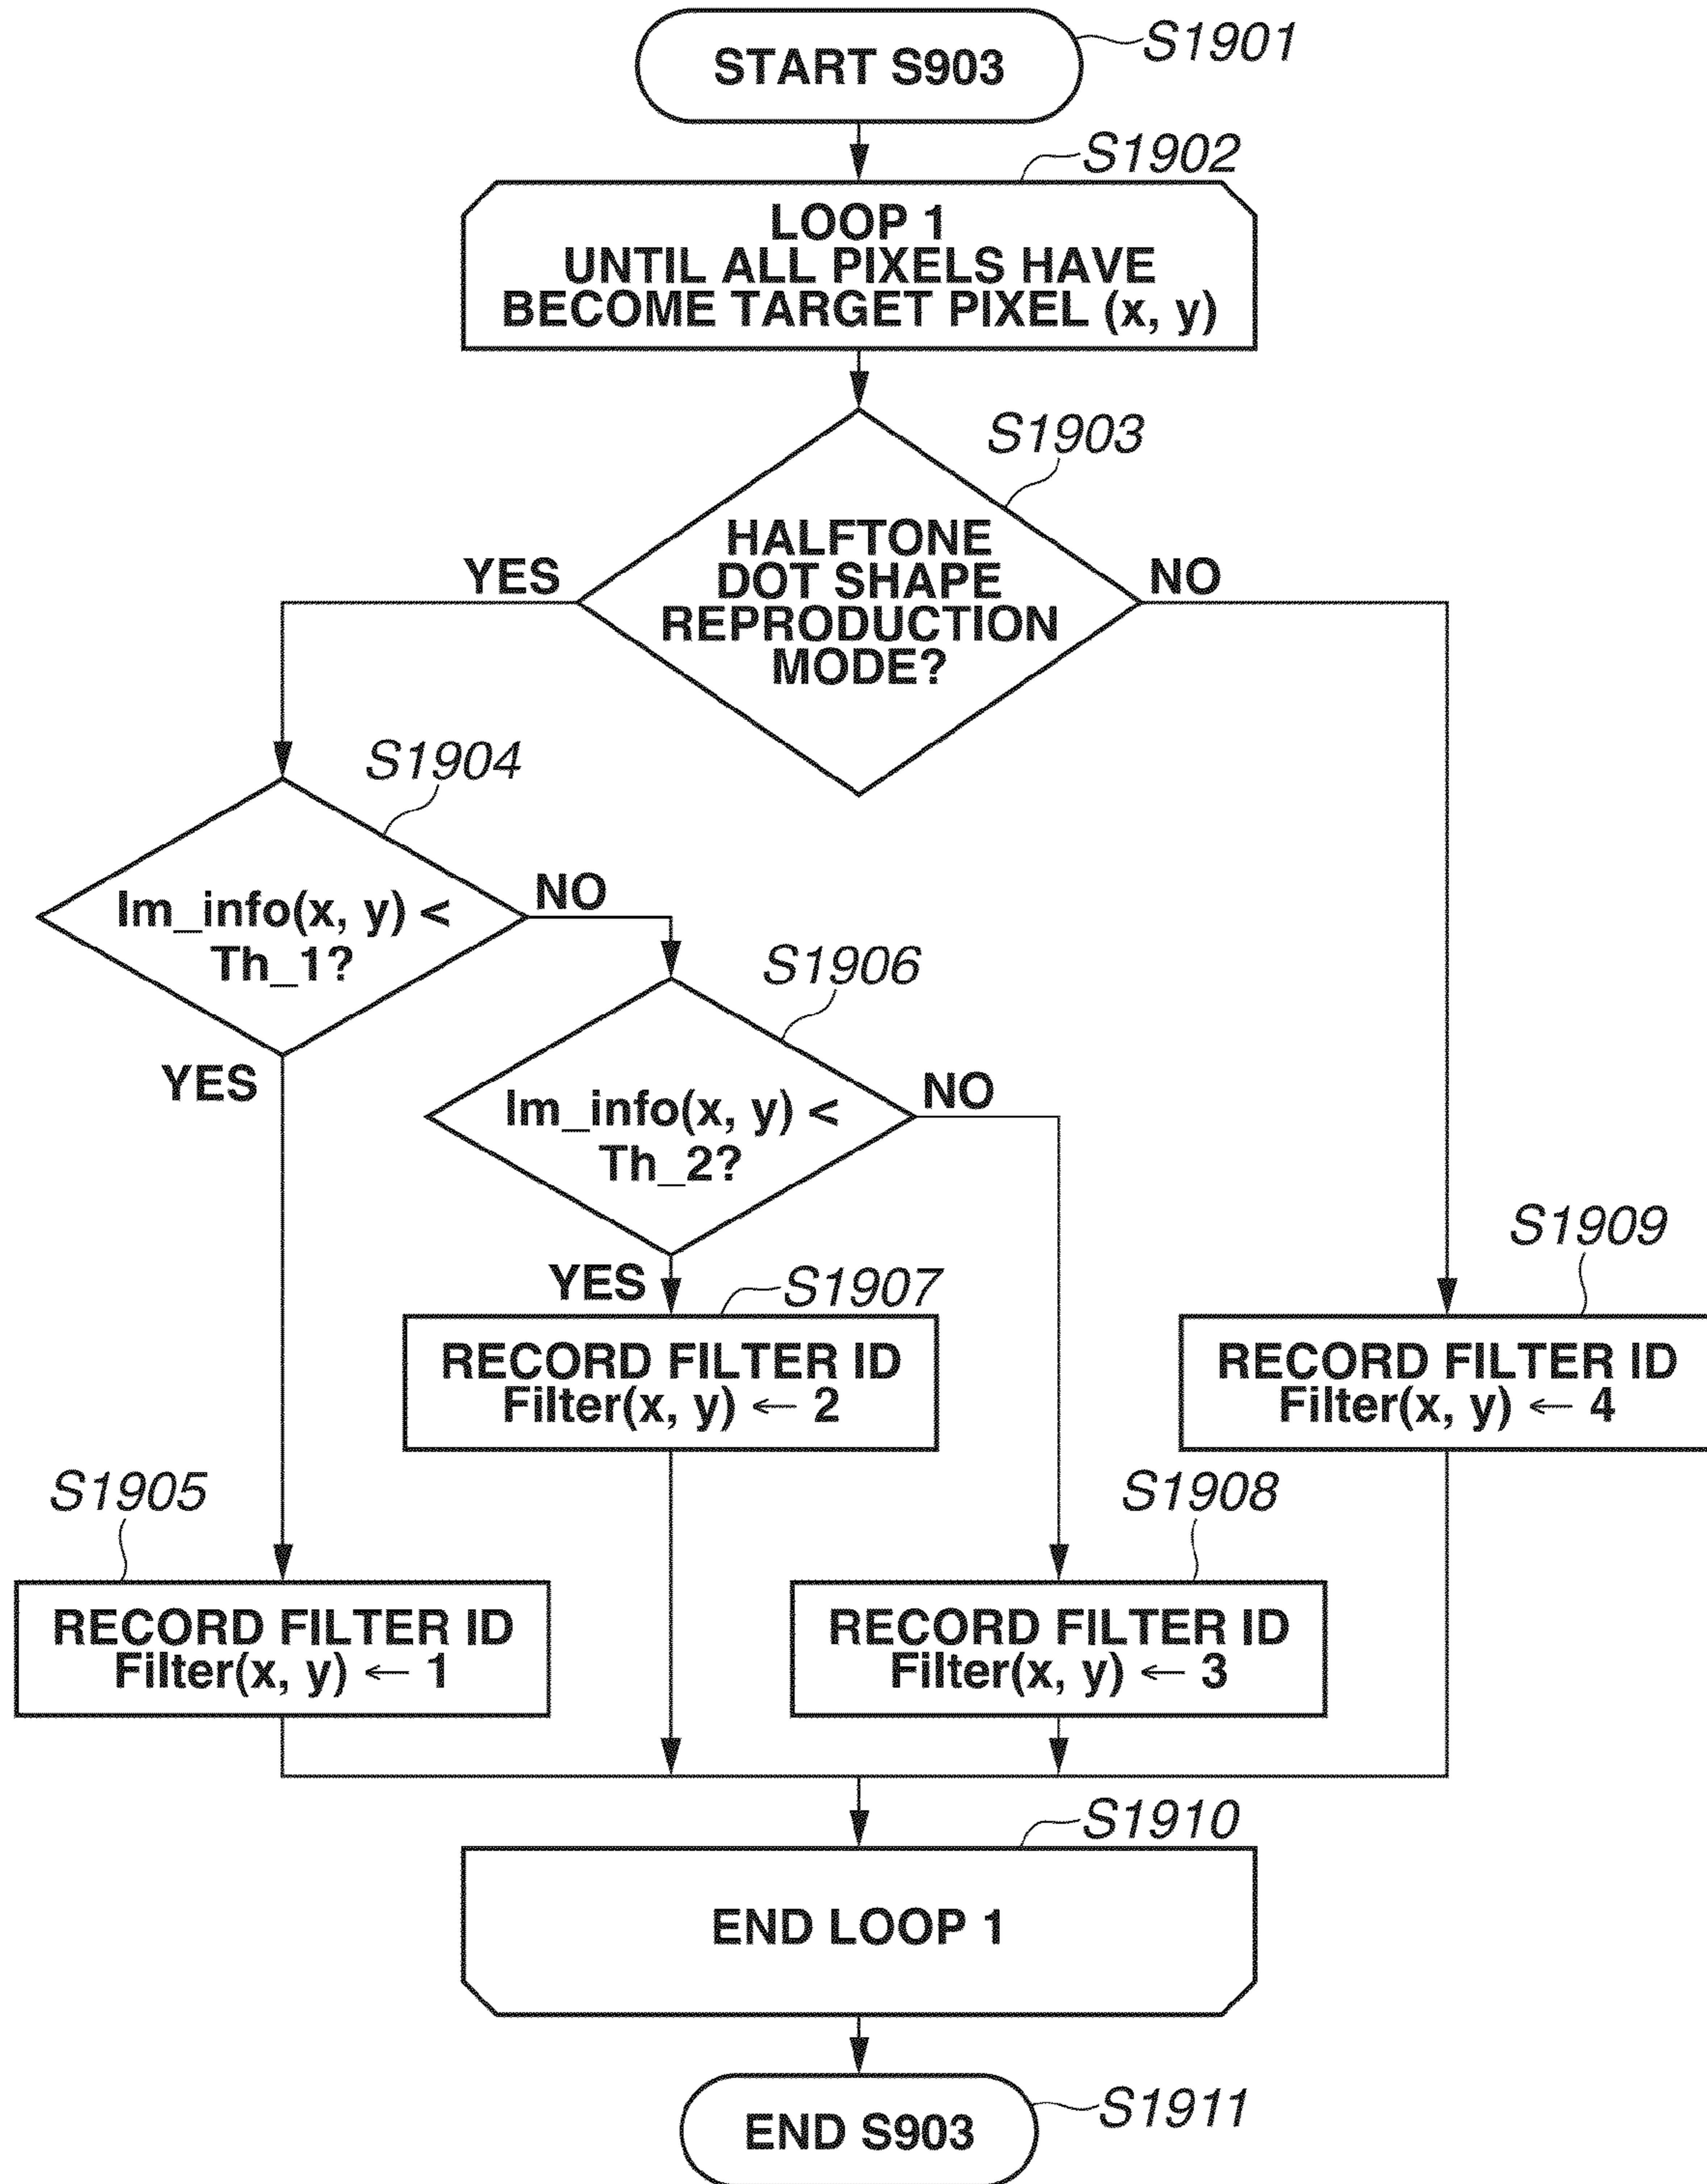 START S903
S1901
S1902
LOOP 1
UNTIL ALL PIXELS HAVE
BECOME TARGET PIXEL (x, y)
S1903
HALFTONE
DOT SHAPE
REPRODUCTION
MODE?
YES
NO
S1904
Im_info(x, y) <
Th_1?
NO
YES
S1906
Im_info(x, y) <
Th_2?
NO
YES
S1907
RECORD FILTER ID
Filter(x, y) ← 2
S1909
RECORD FILTER ID
Filter(x, y) ← 4
S1905
RECORD FILTER ID
Filter(x, y) ← 1
S1908
RECORD FILTER ID
Filter(x, y) ← 3
S1910
END LOOP 1
END S903
S1911